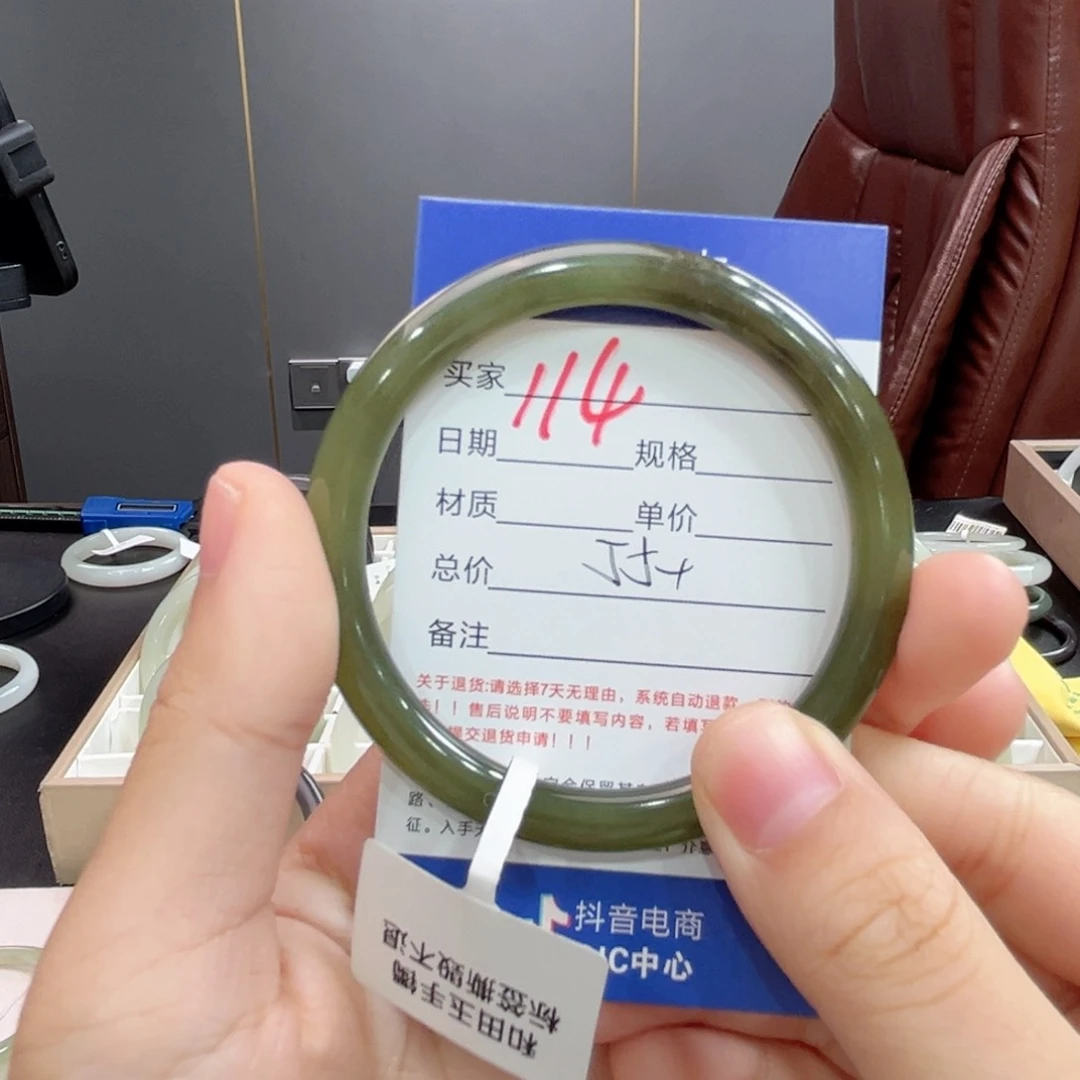 买家 114
日期 规格
材质 单价
总价
备注
关于退货:请选择7天无理由，系统自动退款
！！售后说明不要填写内容，若填写
提交退货申请！！！
路、
征。入手
抖音电商
IC中心
和田玉手镯
标签撕毁不退